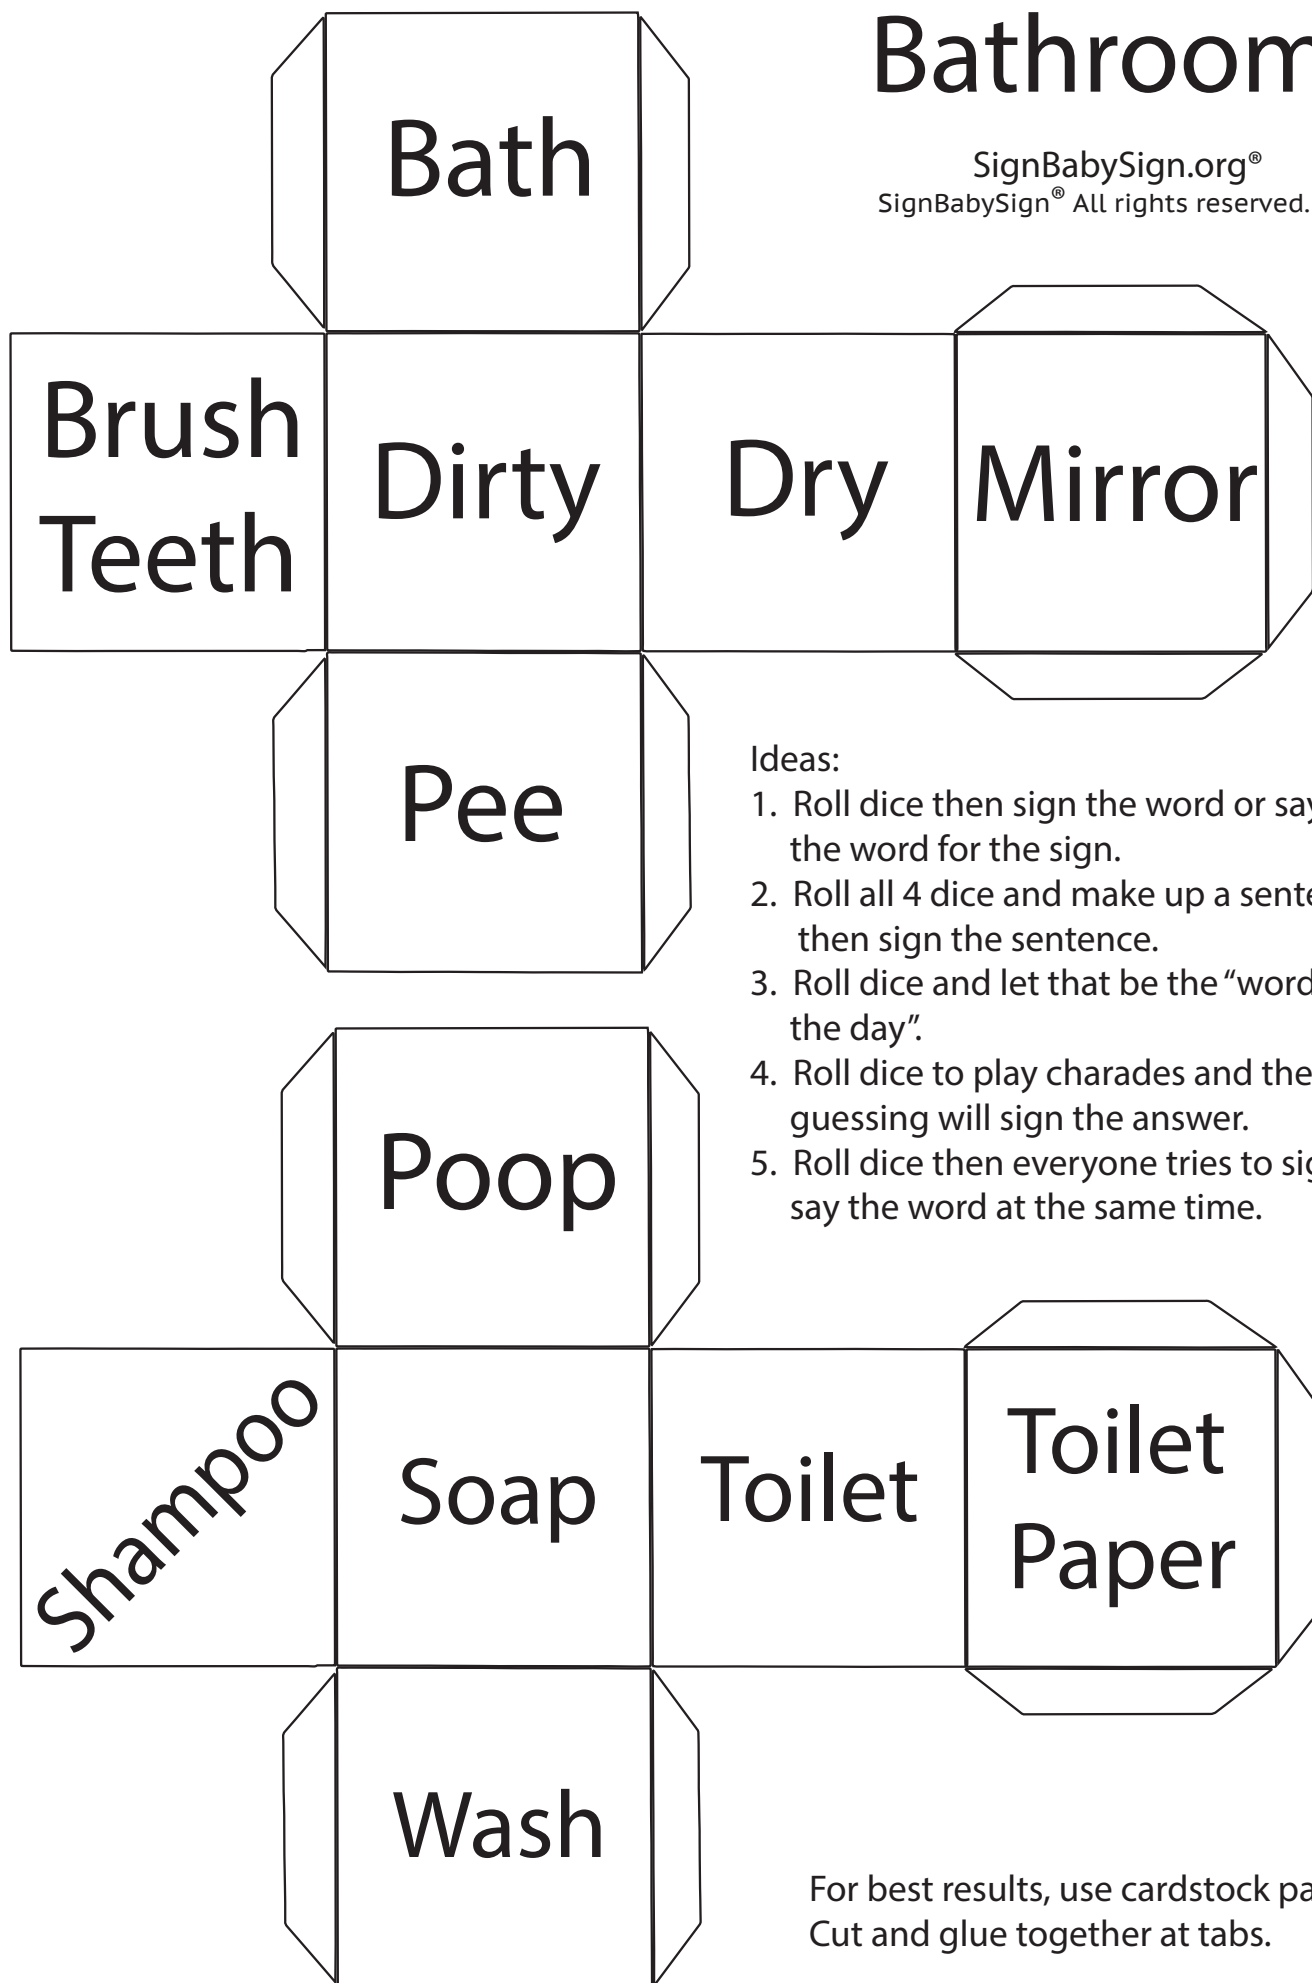 Bathroom
SignBabySign.org®
SignBabySign® All rights reserved.
Bath
Brush
Teeth
Dirty
Dry
Mirror
Pee
Ideas:
1. Roll dice then sign the word or say
the word for the sign.
2. Roll all 4 dice and make up a
then sign the sentence.
3. Roll dice and let that be the “word
the day”.
4. Roll dice to play charades and
guessing will sign the answer.
5. Roll dice then everyone tries to
say the word at the same time.
Poop
Shampoo
Soap
Toilet
Toilet
Paper
Wash
For best results, use cardstock
Cut and glue together at tabs.